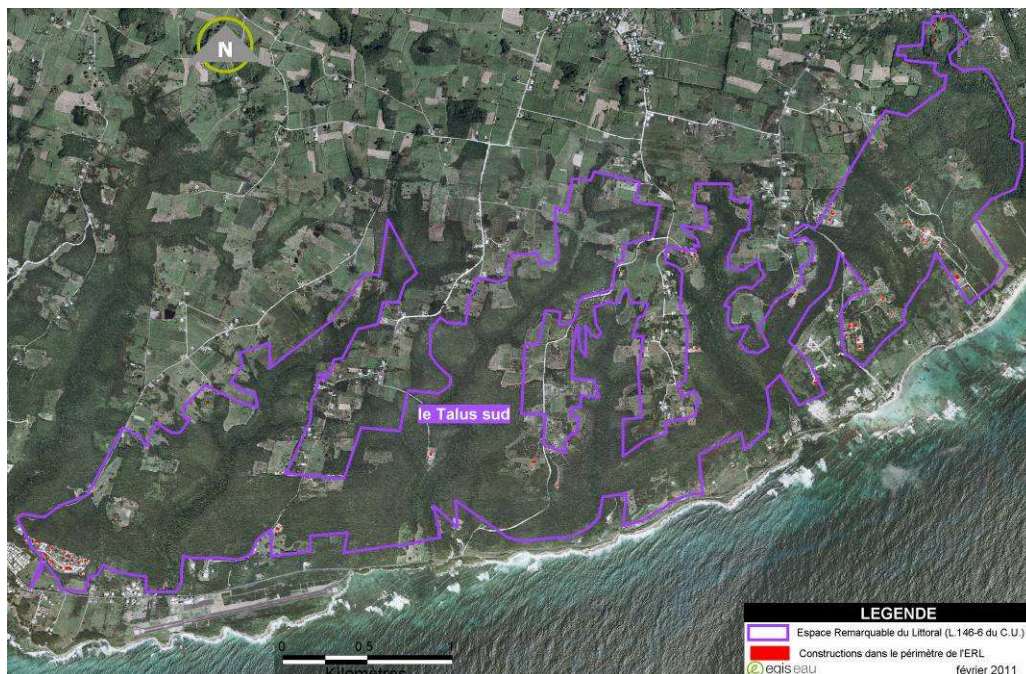 N
le Talus sud
0 0,5 1
Kilomètres
LEGENDE
Espace Remarquable du Littoral (L.146-6 du C.U.)
Constructions dans le périmètre de l'ERL
egis eau février 2011